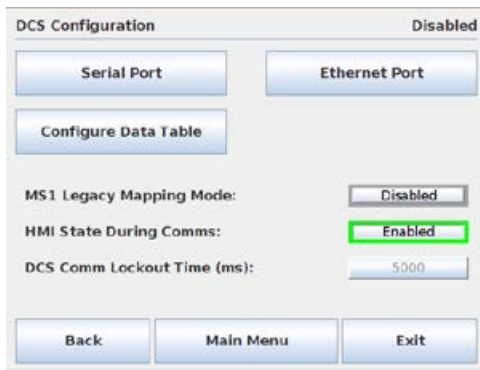 DCS Configuration Disabled
Serial Port Ethernet Port
Configure Data Table
MS1 Legacy Mapping Mode: Disabled
HMI State During Comms: Enabled
DCS Comm Lockout Time (ms): 5000
Back Main Menu Exit